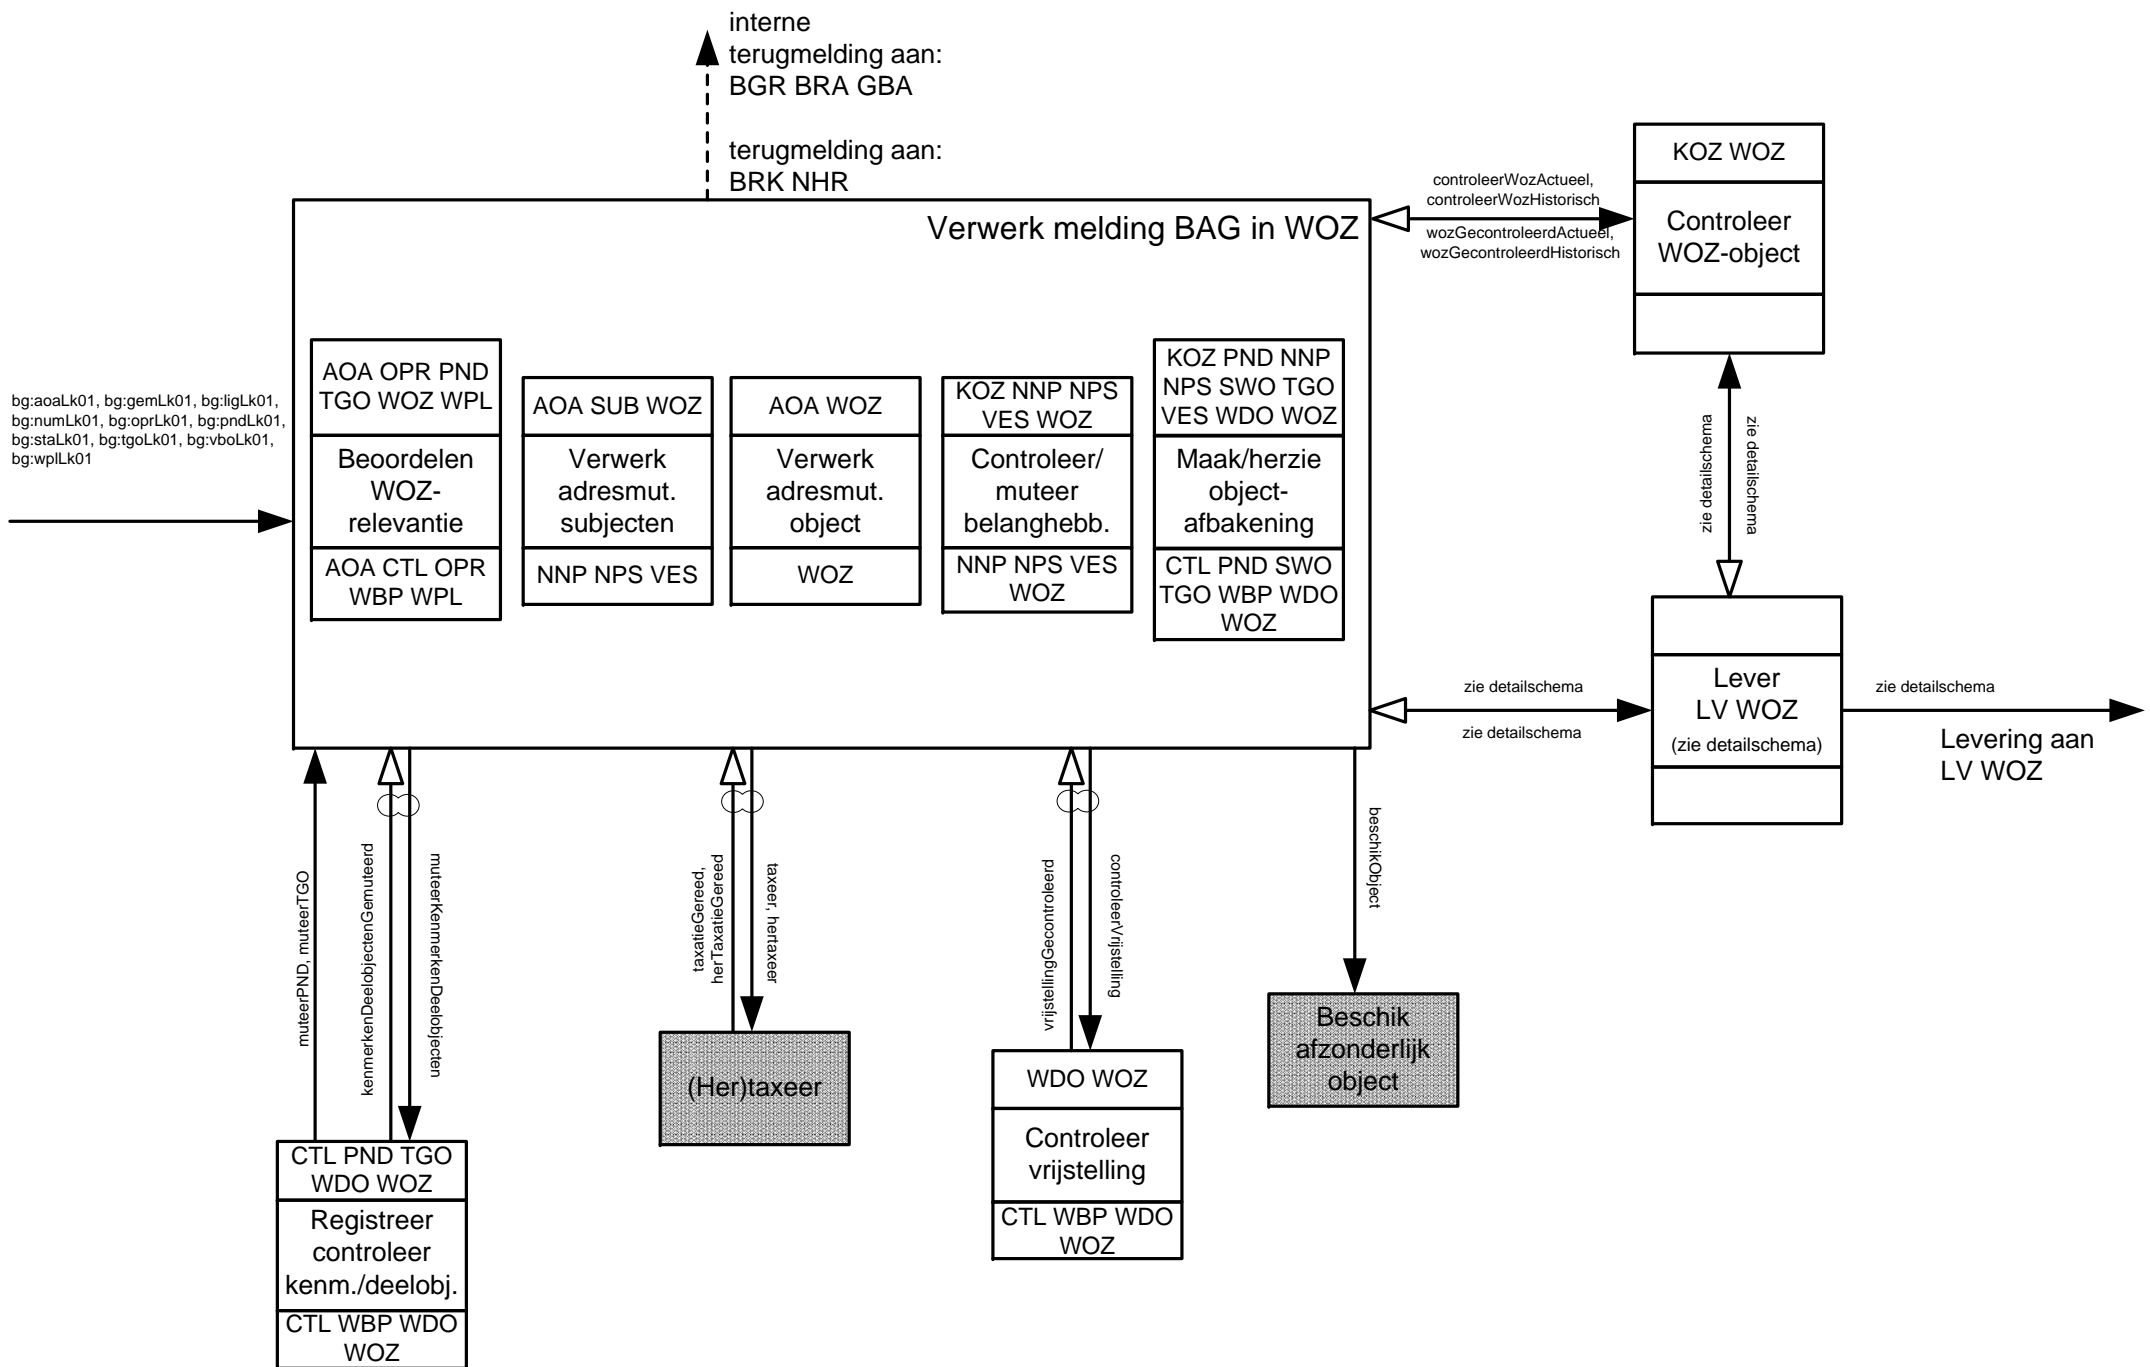 interne
terugmelding aan:
BGR BRA GBA
terugmelding aan:
BRK NHR
Verwerk melding BAG in WOZ
controleerWozActueel,
controleerWozHistorisch
wozGecontroleerdActueel,
wozGecontroleerdHistorisch
KOZ WOZ
Controleer
WOZ-object
bg:aoaLk01, bg:gemLk01, bg:ligLk01,
bg:numLk01, bg:oprLk01, bg:pndLk01,
bg:staLk01, bg:tgoLk01, bg:vboLk01,
bg:wplLk01
AOA OPR PND
TGO WOZ WPL
Beoordelen
WOZ-
relevantie
AOA CTL OPR
WBP WPL
AOA SUB WOZ
Verwerk
adresmut.
subjecten
NNP NPS VES
AOA WOZ
Verwerk
adresmut.
object
WOZ
KOZ NNP NPS
VES WOZ
Controleer/
muteer
belanghebb.
NNP NPS VES
WOZ
KOZ PND NNP
NPS SWO TGO
VES WDO WOZ
Maak/herzie
object-
afbakening
CTL PND SWO
TGO WBP WDO
WOZ
zie detailschema
zie detailschema
zie detailschema
zie detailschema
Lever
LV WOZ
(zie detailschema)
zie detailschema
Levering aan
LV WOZ
muteerPND, muteerTGO
kenmerkenDeelobjectenGemuteerd
muteerKenmerkenDeelobjecten
taxatieGereed,
herTaxatieGereed
taxeer, hertaxeer
vrijstellingGecontroleerd
controleerVrijstelling
beschikObject
CTL PND TGO
WDO WOZ
Registreer
controleer
kenm./deelobj.
CTL WBP WDO
WOZ
(Her)taxeer
WDO WOZ
Controleer
vrijstelling
CTL WBP WDO
WOZ
Beschik
afzonderlijk
object